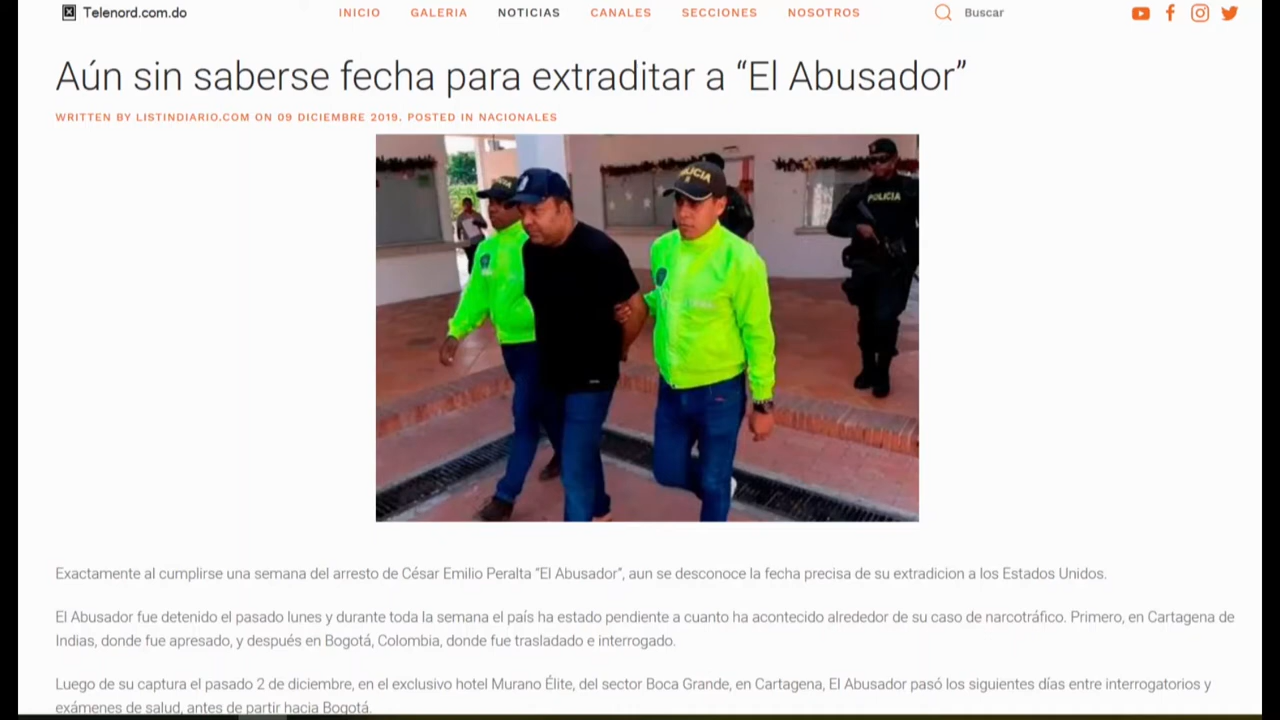 Telenord.com.do
INICIO GALERIA NOTICIAS CANALES SECCIONES NOSOTROS Buscar
Aún sin saberse fecha para extraditar a “El Abusador”
WRITTEN BY LISTINDIARIO.COM ON 09 DICIEMBRE 2019. POSTED IN NACIONALES
POLICIA
POLICIA
Exactamente al cumplirse una semana del arresto de César Emilio Peralta “El Abusador”, aun se desconoce la fecha precisa de su extradicion a los Estados Unidos.
El Abusador fue detenido el pasado lunes y durante toda la semana el país ha estado pendiente a cuanto ha acontecido alrededor de su caso de narcotráfico. Primero, en Cartagena de
Indias, donde fue apresado, y después en Bogotá, Colombia, donde fue trasladado e interrogado.
Luego de su captura el pasado 2 de diciembre, en el exclusivo hotel Murano Élite, del sector Boca Grande, en Cartagena, El Abusador pasó los siguientes días entre interrogatorios y
exámenes de salud, antes de partir hacia Bogotá.